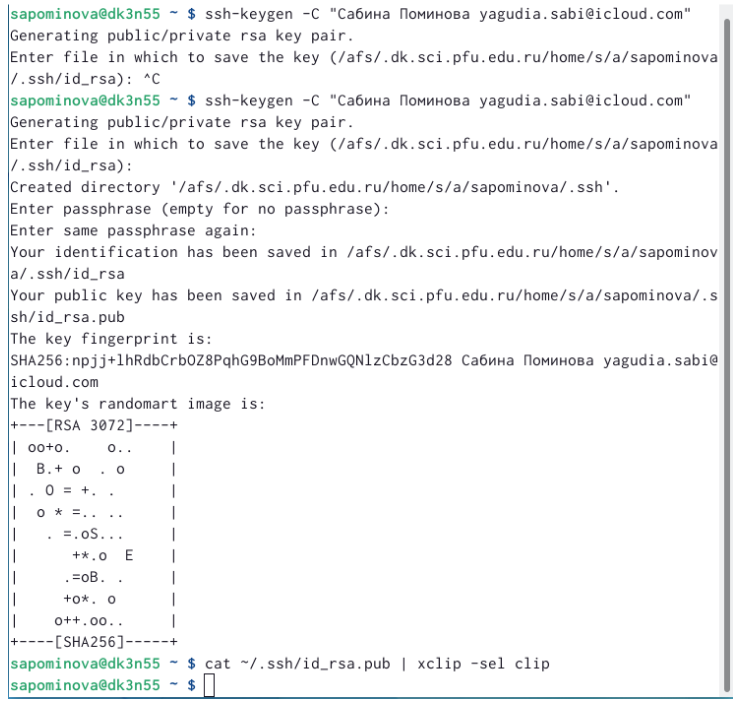 sapominova@dk3n55 ~ $ ssh-keygen -C "Сабина Поминова yagudia.sabi@icloud.com"
Generating public/private rsa key pair.
Enter file in which to save the key (/afs/.dk.sci.pfu.edu.ru/home/s/a/sapominova
/.ssh/id_rsa): ^C
sapominova@dk3n55 ~ $ ssh-keygen -C "Сабина Поминова yagudia.sabi@icloud.com"
Generating public/private rsa key pair.
Enter file in which to save the key (/afs/.dk.sci.pfu.edu.ru/home/s/a/sapominova
/.ssh/id_rsa):
Created directory '/afs/.dk.sci.pfu.edu.ru/home/s/a/sapominova/.ssh'.
Enter passphrase (empty for no passphrase):
Enter same passphrase again:
Your identification has been saved in /afs/.dk.sci.pfu.edu.ru/home/s/a/sapominov
a/.ssh/id_rsa
Your public key has been saved in /afs/.dk.sci.pfu.edu.ru/home/s/a/sapominova/.s
sh/id_rsa.pub
The key fingerprint is:
SHA256:npjj+lhRdbCrbOZ8PqhG9BoMmPFDnwGQNlzCbzG3d28 Сабина Поминова yagudia.sabi@
icloud.com
The key's randomart image is:
+---[RSA 3072]----+
| oo+o.    o..    |
|  B.+ o  . o     |
| . O = +. .      |
|  o * =.. ..     |
|   . =.oS...     |
|      +*.o  E    |
|     .=oB. .     |
|     +o*. o      |
|    o++.oo..     |
+----[SHA256]-----+
sapominova@dk3n55 ~ $ cat ~/.ssh/id_rsa.pub | xclip -sel clip
sapominova@dk3n55 ~ $